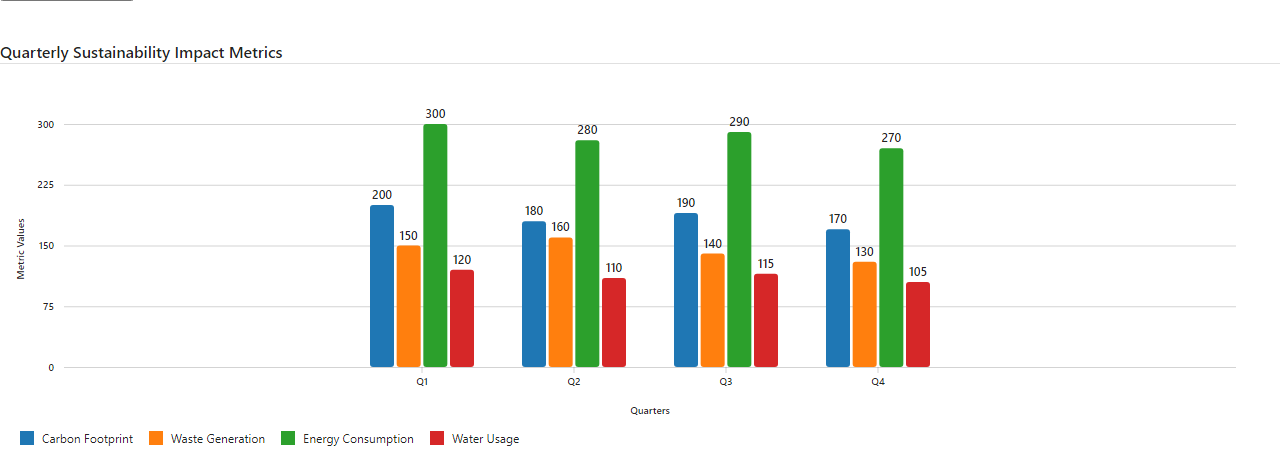 Quarterly Sustainability Impact Metrics
300
225
150
75
0
Metric Values
200
150
300
120
180
160
280
110
190
140
290
115
170
130
270
105
Q1
Q2
Q3
Q4
Quarters
Carbon Footprint
Waste Generation
Energy Consumption
Water Usage